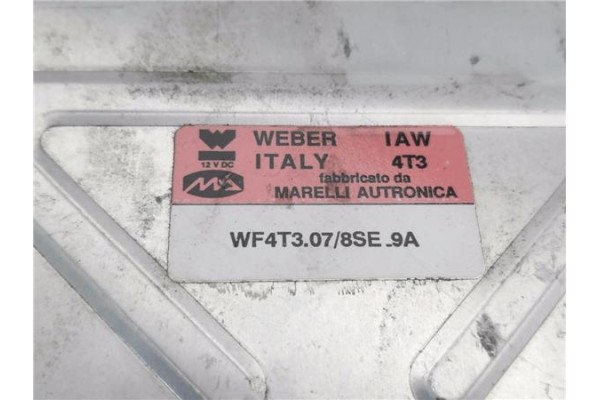 WEBER IAW
12 V DC
ITALY 4T3
fabbricato da
MARELLI AUTRONICA
WF4T3.07/8SE .9A